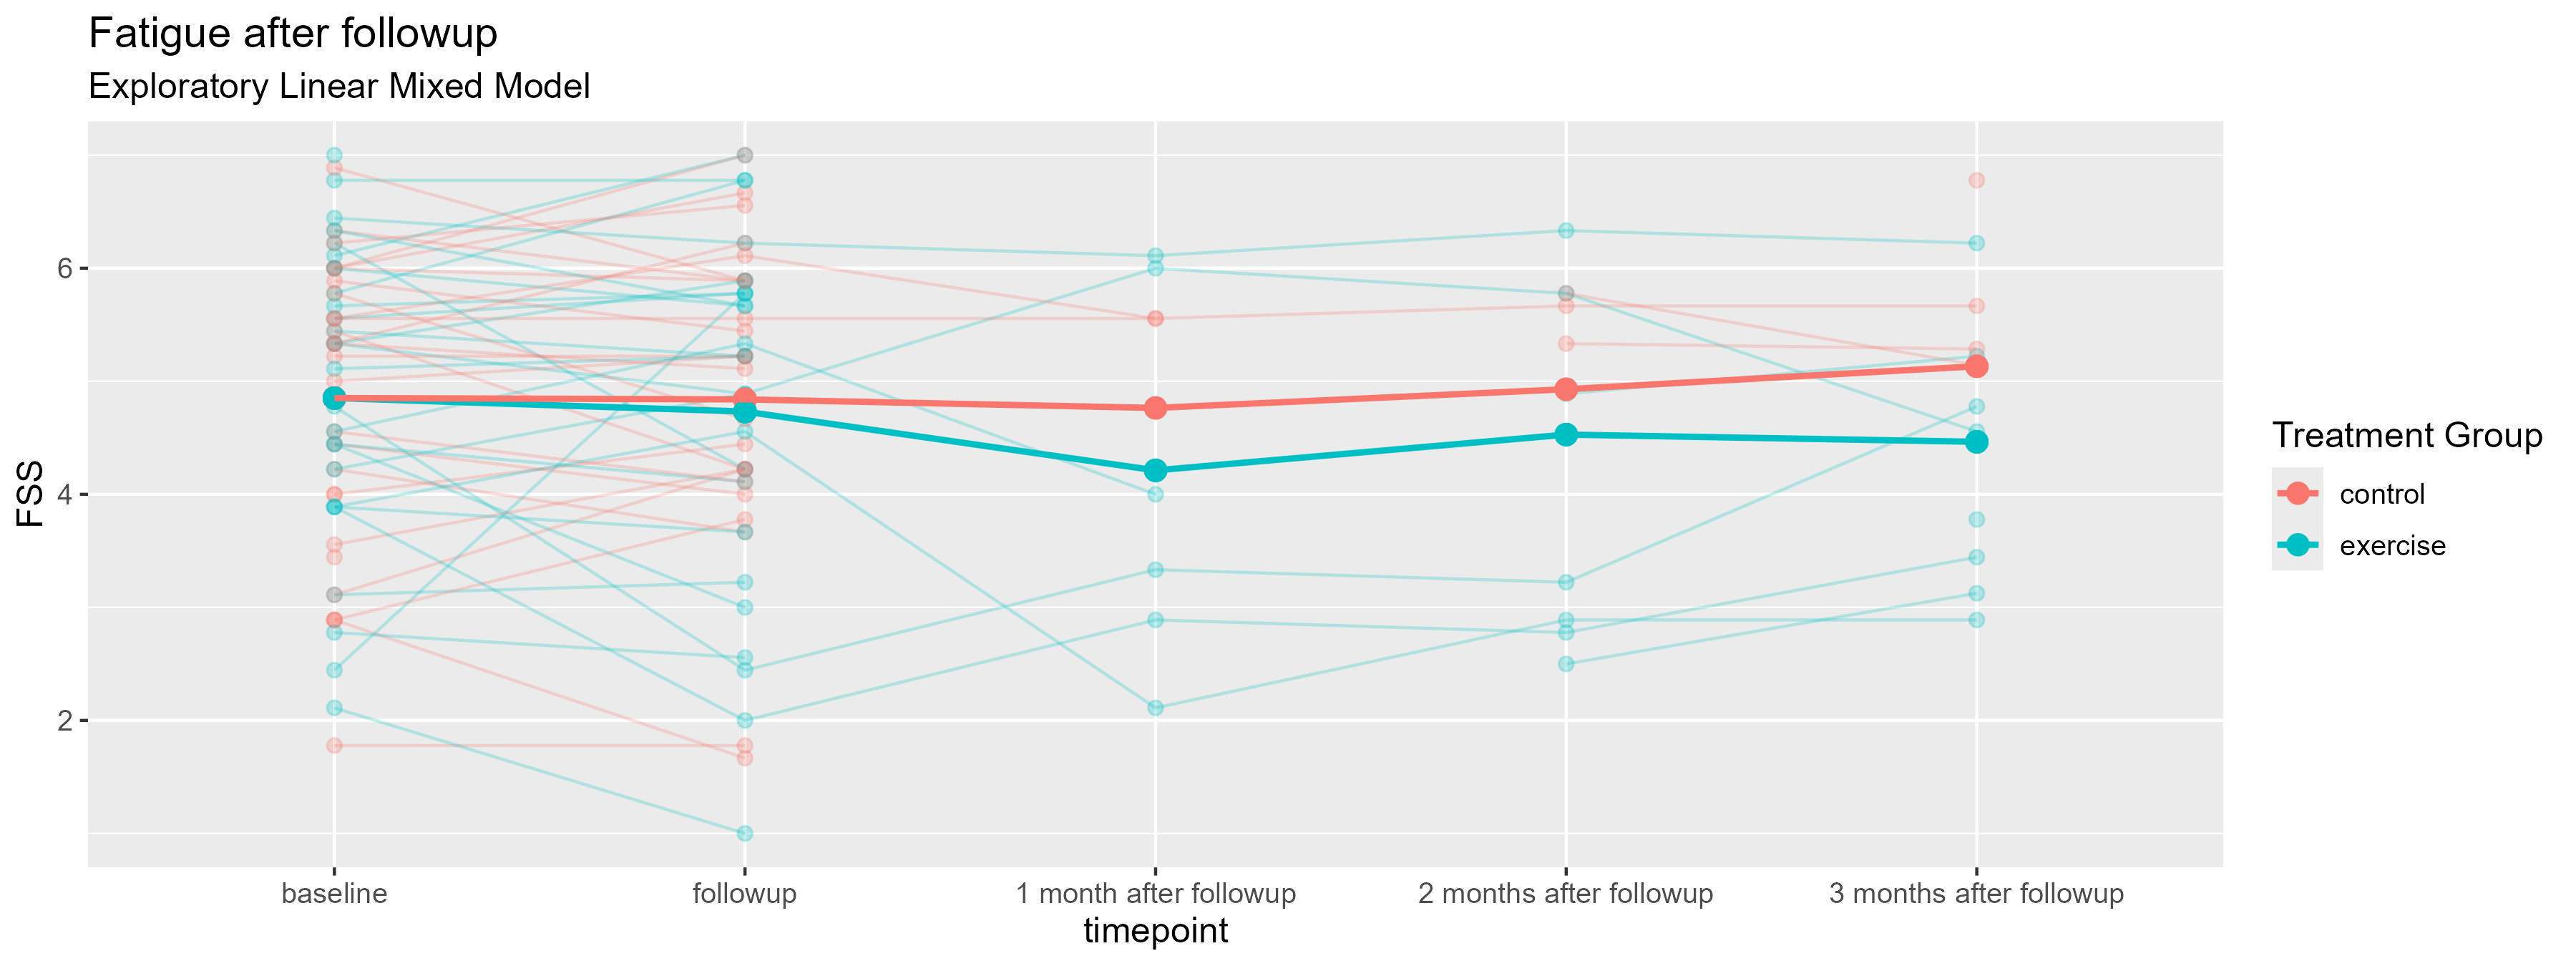 Fatigue after followup
Exploratory Linear Mixed Model
FSS
6
4
2
baseline
followup
1 month after followup
2 months after followup
3 months after followup
timepoint
Treatment Group
control
exercise